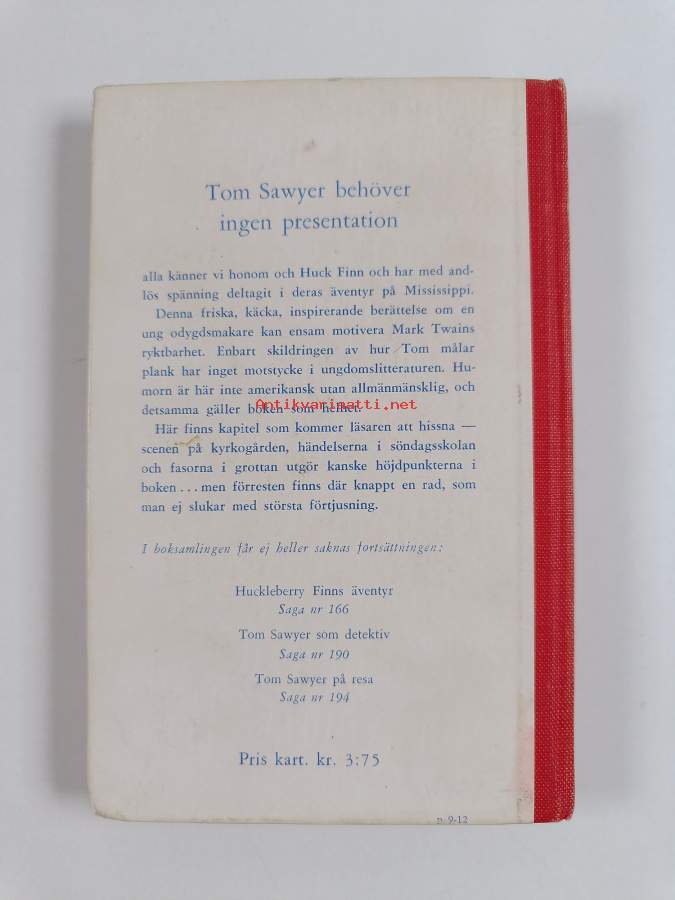 Tom Sawyer behöver
ingen presentation
alla känner vi honom och Huck Finn och har med and-
lös spänning deltagit i deras äventyr på Mississippi.
Denna friska, käcka, inspirerande berättelse om en
ung odygdsmakare kan ensam motivera Mark Twains
ryktbarhet. Enbart skildringen av hur Tom målar
plank har inget motstycke i ungdomslitteraturen. Hu-
morn är här inte amerikansk utan allmänmänsklig, och
detsamma gäller boken som helhet.
Antikvariaatti.net
Här finns kapitel som kommer läsaren att hissna —
scenen på kyrkogården, händelserna i söndagsskolan
och fasorna i grottan utgör kanske höjdpunkterna i
boken ... men förresten finns där knappt en rad, som
man ej slukar med största förtjusning.
I boksamlingen får ej heller saknas fortsättningen:
Huckleberry Finns äventyr
Saga nr 166
Tom Sawyer som detektiv
Saga nr 190
Tom Sawyer på resa
Saga nr 194
Pris kart. kr. 3:75
9-12